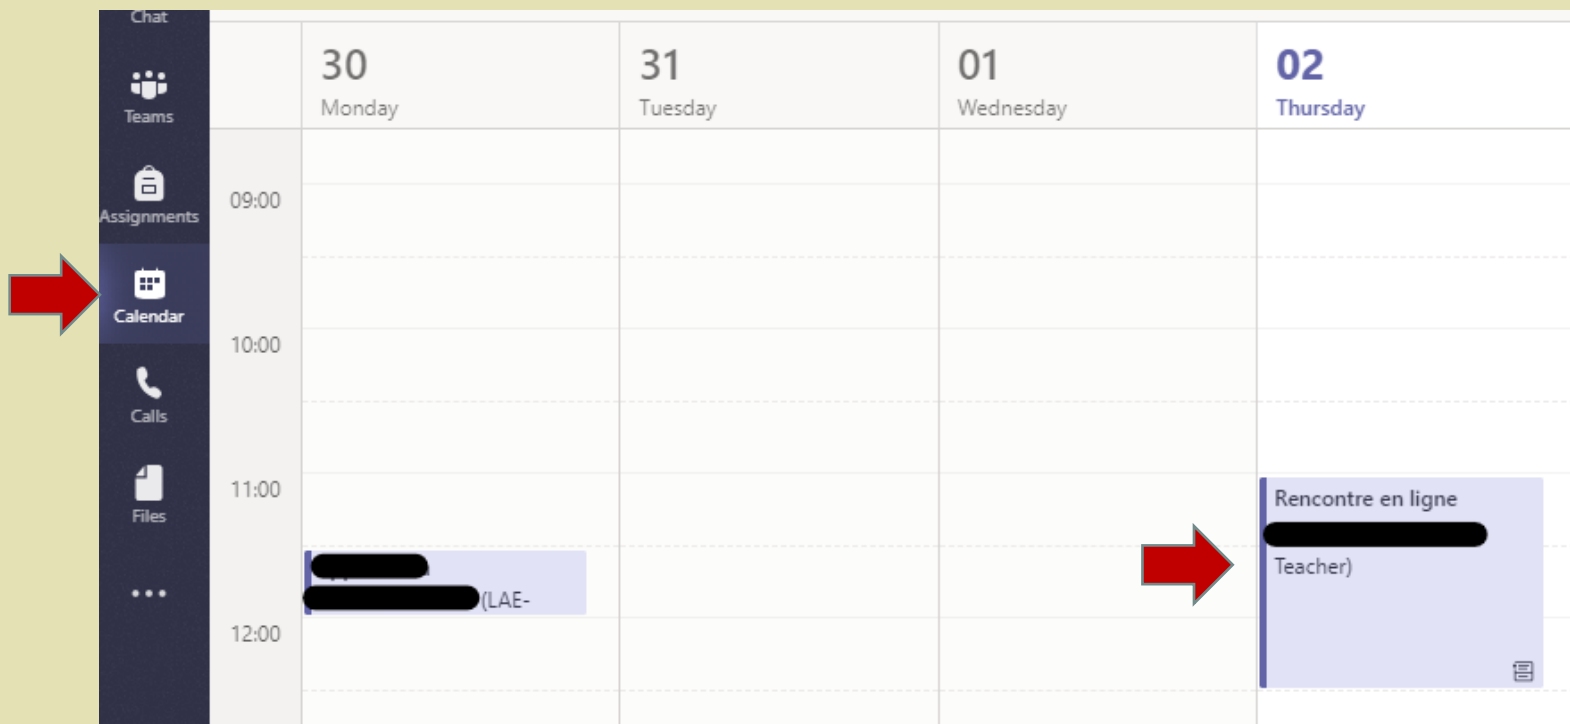 Chat
Teams
Assignments
Calendar
Calls
Files
30
Monday
31
Tuesday
01
Wednesday
02
Thursday
09:00
10:00
11:00
12:00
(LAE-
Rencontre en ligne
Teacher)